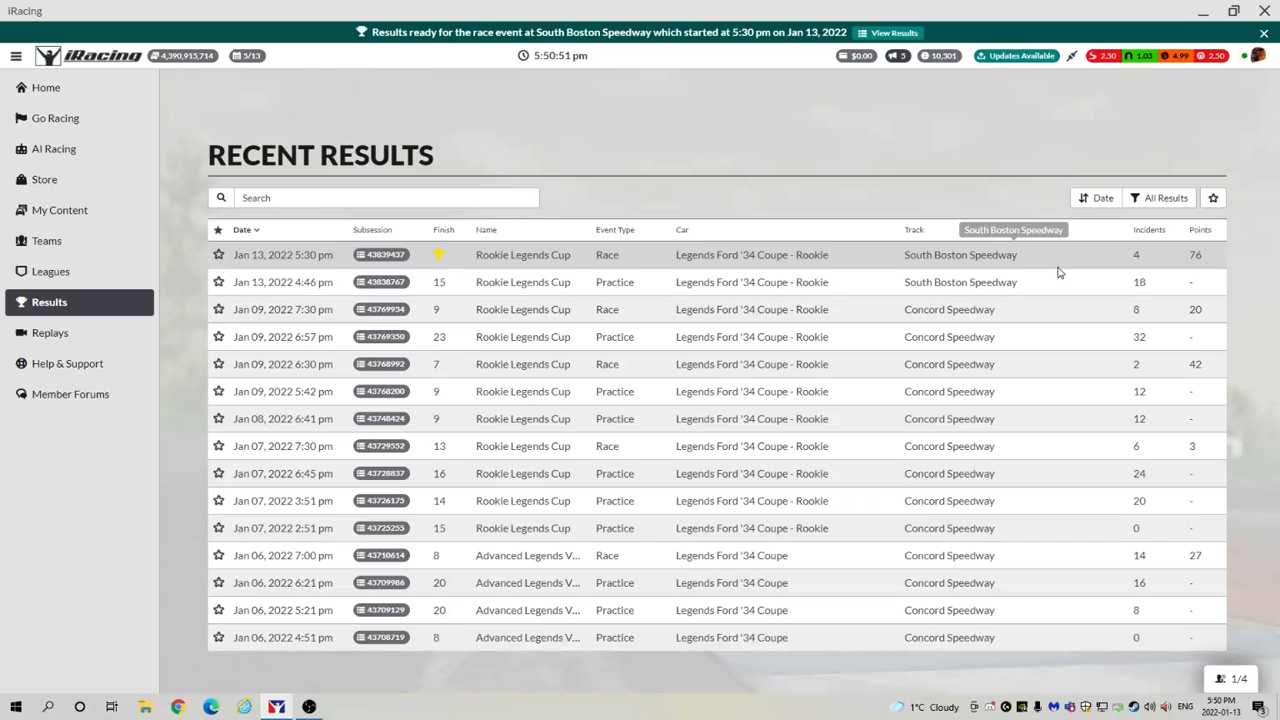 iRacing
Results ready for the race event at South Boston Speedway which started at 5:30 pm on Jan 13, 2022 View Results
iRacing 4,390,915,714 5/13 5:50:51 pm $0.00 5 10,301 Updates Available 2.50 1.03 4.99 2.50
Home
Go Racing
AI Racing
Store
My Content
Teams
Leagues
Results
Replays
Help & Support
Member Forums
RECENT RESULTS
Search Date All Results
Date Subsession Finish Name Event Type Car Track South Boston Speedway Incidents Points
Jan 13, 2022 5:30 pm 43839437 Rookie Legends Cup Race Legends Ford '34 Coupe - Rookie South Boston Speedway 4 76
Jan 13, 2022 4:46 pm 43838767 15 Rookie Legends Cup Practice Legends Ford '34 Coupe - Rookie South Boston Speedway 18 -
Jan 09, 2022 7:30 pm 43769934 9 Rookie Legends Cup Race Legends Ford '34 Coupe - Rookie Concord Speedway 8 20
Jan 09, 2022 6:57 pm 43769350 23 Rookie Legends Cup Practice Legends Ford '34 Coupe - Rookie Concord Speedway 32 -
Jan 09, 2022 6:30 pm 43768992 7 Rookie Legends Cup Race Legends Ford '34 Coupe - Rookie Concord Speedway 2 42
Jan 09, 2022 5:42 pm 43768200 9 Rookie Legends Cup Practice Legends Ford '34 Coupe - Rookie Concord Speedway 12 -
Jan 08, 2022 6:41 pm 43748424 9 Rookie Legends Cup Practice Legends Ford '34 Coupe - Rookie Concord Speedway 12 -
Jan 07, 2022 7:30 pm 43729552 13 Rookie Legends Cup Race Legends Ford '34 Coupe - Rookie Concord Speedway 6 3
Jan 07, 2022 6:45 pm 43728837 16 Rookie Legends Cup Practice Legends Ford '34 Coupe - Rookie Concord Speedway 24 -
Jan 07, 2022 3:51 pm 43726175 14 Rookie Legends Cup Practice Legends Ford '34 Coupe - Rookie Concord Speedway 20 -
Jan 07, 2022 2:51 pm 43725255 15 Rookie Legends Cup Practice Legends Ford '34 Coupe - Rookie Concord Speedway 0 -
Jan 06, 2022 7:00 pm 43710614 8 Advanced Legends V... Race Legends Ford '34 Coupe Concord Speedway 14 27
Jan 06, 2022 6:21 pm 43709986 20 Advanced Legends V... Practice Legends Ford '34 Coupe Concord Speedway 16 -
Jan 06, 2022 5:21 pm 43709129 20 Advanced Legends V... Practice Legends Ford '34 Coupe Concord Speedway 8 -
Jan 06, 2022 4:51 pm 43708719 8 Advanced Legends V... Practice Legends Ford '34 Coupe Concord Speedway 0 -
1/4
1°C Cloudy ENG 5:50 PM
2022-01-13